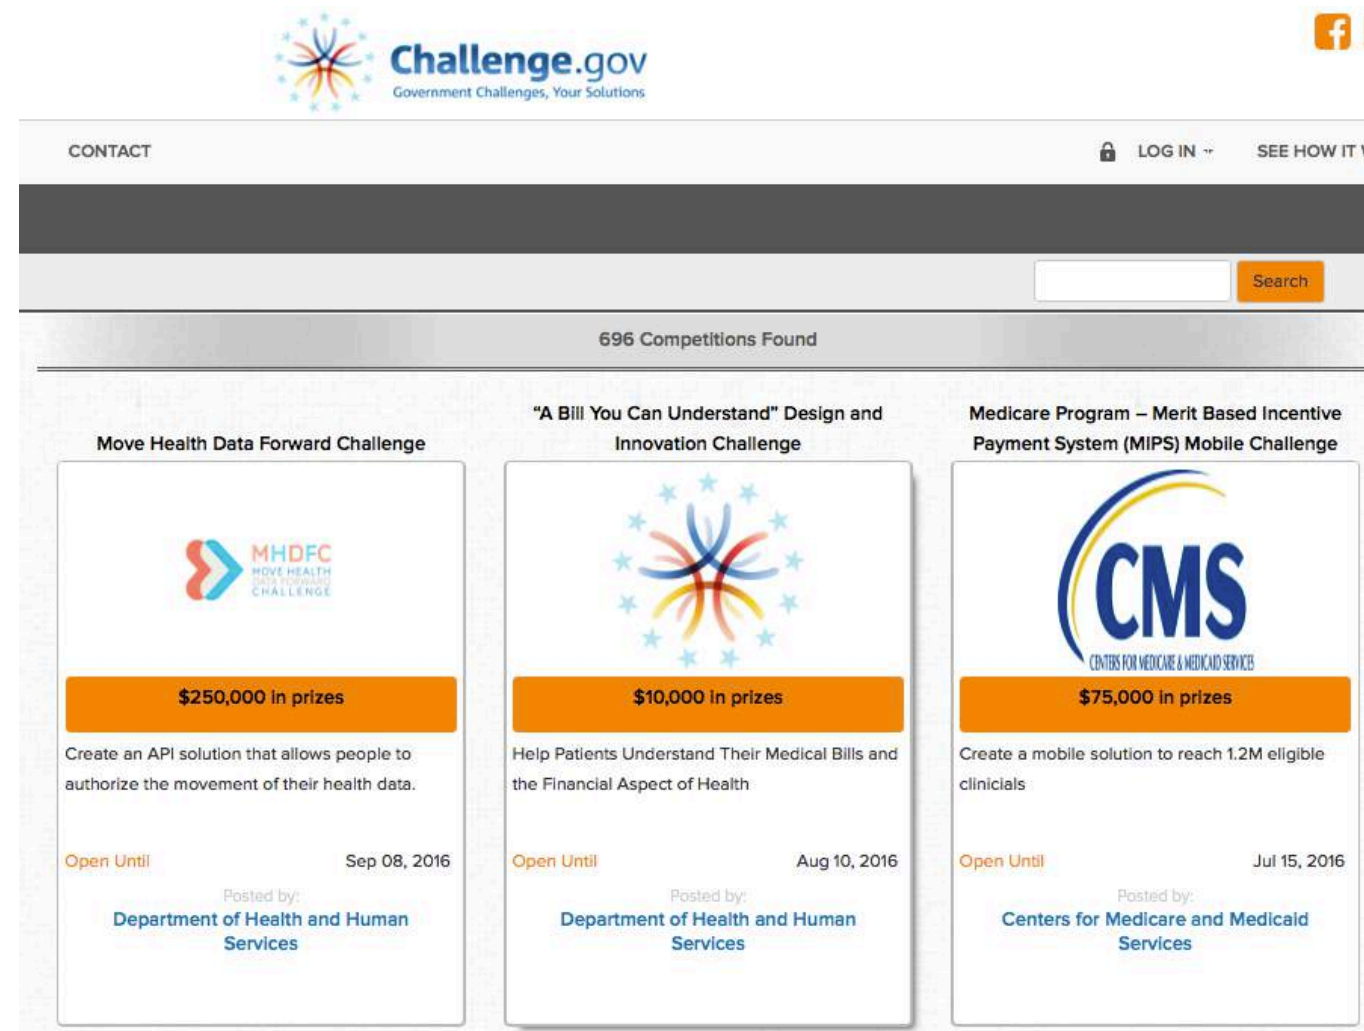 Challenge.gov
Government Challenges, Your Solutions
CONTACT
LOG IN
SEE HOW IT
Search
696 Competitions Found
Move Health Data Forward Challenge
MHDFC
MOVE HEALTH
DATA FORWARD
CHALLENGE
$250,000 in prizes
Create an API solution that allows people to
authorize the movement of their health data.
Open Until Sep 08, 2016
Posted by:
Department of Health and Human
Services
“A Bill You Can Understand” Design and
Innovation Challenge
$10,000 in prizes
Help Patients Understand Their Medical Bills and
the Financial Aspect of Health
Open Until Aug 10, 2016
Posted by:
Department of Health and Human
Services
Medicare Program – Merit Based Incentive
Payment System (MIPS) Mobile Challenge
CMS
CENTERS FOR MEDICARE & MEDICAID SERVICES
$75,000 in prizes
Create a mobile solution to reach 1.2M eligible
clinicials
Open Until Jul 15, 2016
Posted by:
Centers for Medicare and Medicaid
Services